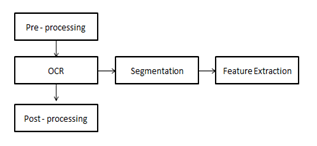 Pre - processing
OCR
Segmentation
Feature Extraction
Post - processing